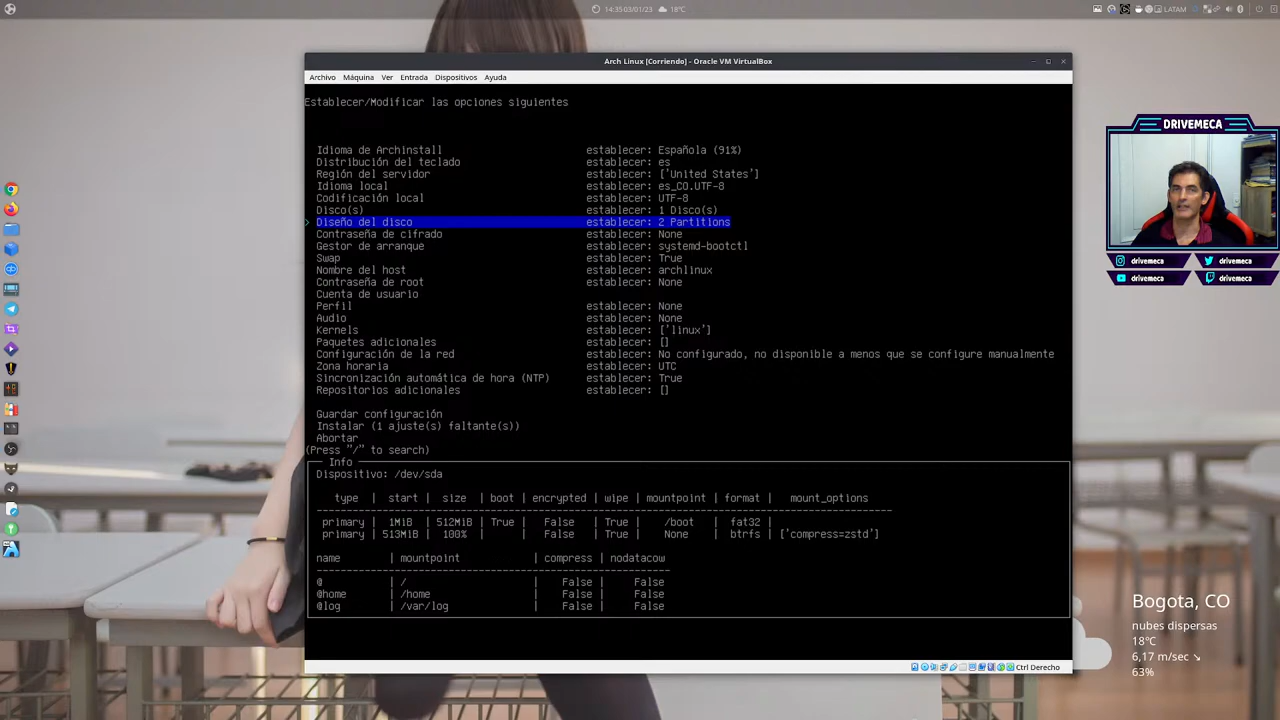 14:35 03/01/23 18°C
LATAM
Arch Linux [Corriendo] - Oracle VM VirtualBox
Archivo Máquina Ver Entrada Dispositivos Ayuda
Establecer/Modificar las opciones siguientes
Idioma de Archinstall establecer: Española (91%)
Distribución del teclado establecer: es
Región del servidor establecer: ['United States']
Idioma local establecer: es_CO.UTF-8
Codificación local establecer: UTF-8
Disco(s) establecer: 1 Disco(s)
> Diseño del disco establecer: 2 Partitions
Contraseña de cifrado establecer: None
Gestor de arranque establecer: systemd-bootctl
Swap establecer: True
Nombre del host establecer: archlinux
Contraseña de root establecer: None
Cuenta de usuario
Perfil establecer: None
Audio establecer: None
Kernels establecer: ['linux']
Paquetes adicionales establecer: []
Configuración de la red establecer: No configurado, no disponible a menos que se configure manualmente
Zona horaria establecer: UTC
Sincronización automática de hora (NTP) establecer: True
Repositorios adicionales establecer: []
Guardar configuración
Instalar (1 ajuste(s) faltante(s))
Abortar
(Press "/" to search)
Info
Dispositivo: /dev/sda
type | start | size | boot | encrypted | wipe | mountpoint | format | mount_options
primary | 1MiB | 512MiB | True | False | True | /boot | fat32 |
primary | 513MiB | 100% | | False | True | None | btrfs | ['compress=zstd']
name | mountpoint | compress | nodatacow
@ | / | False | False
@home | /home | False | False
@log | /var/log | False | False
Ctrl Derecho
DRIVEMECA
drivemeca drivemeca
drivemeca drivemeca
Bogota, CO
nubes dispersas
18°C
6,17 m/sec ↘
63%